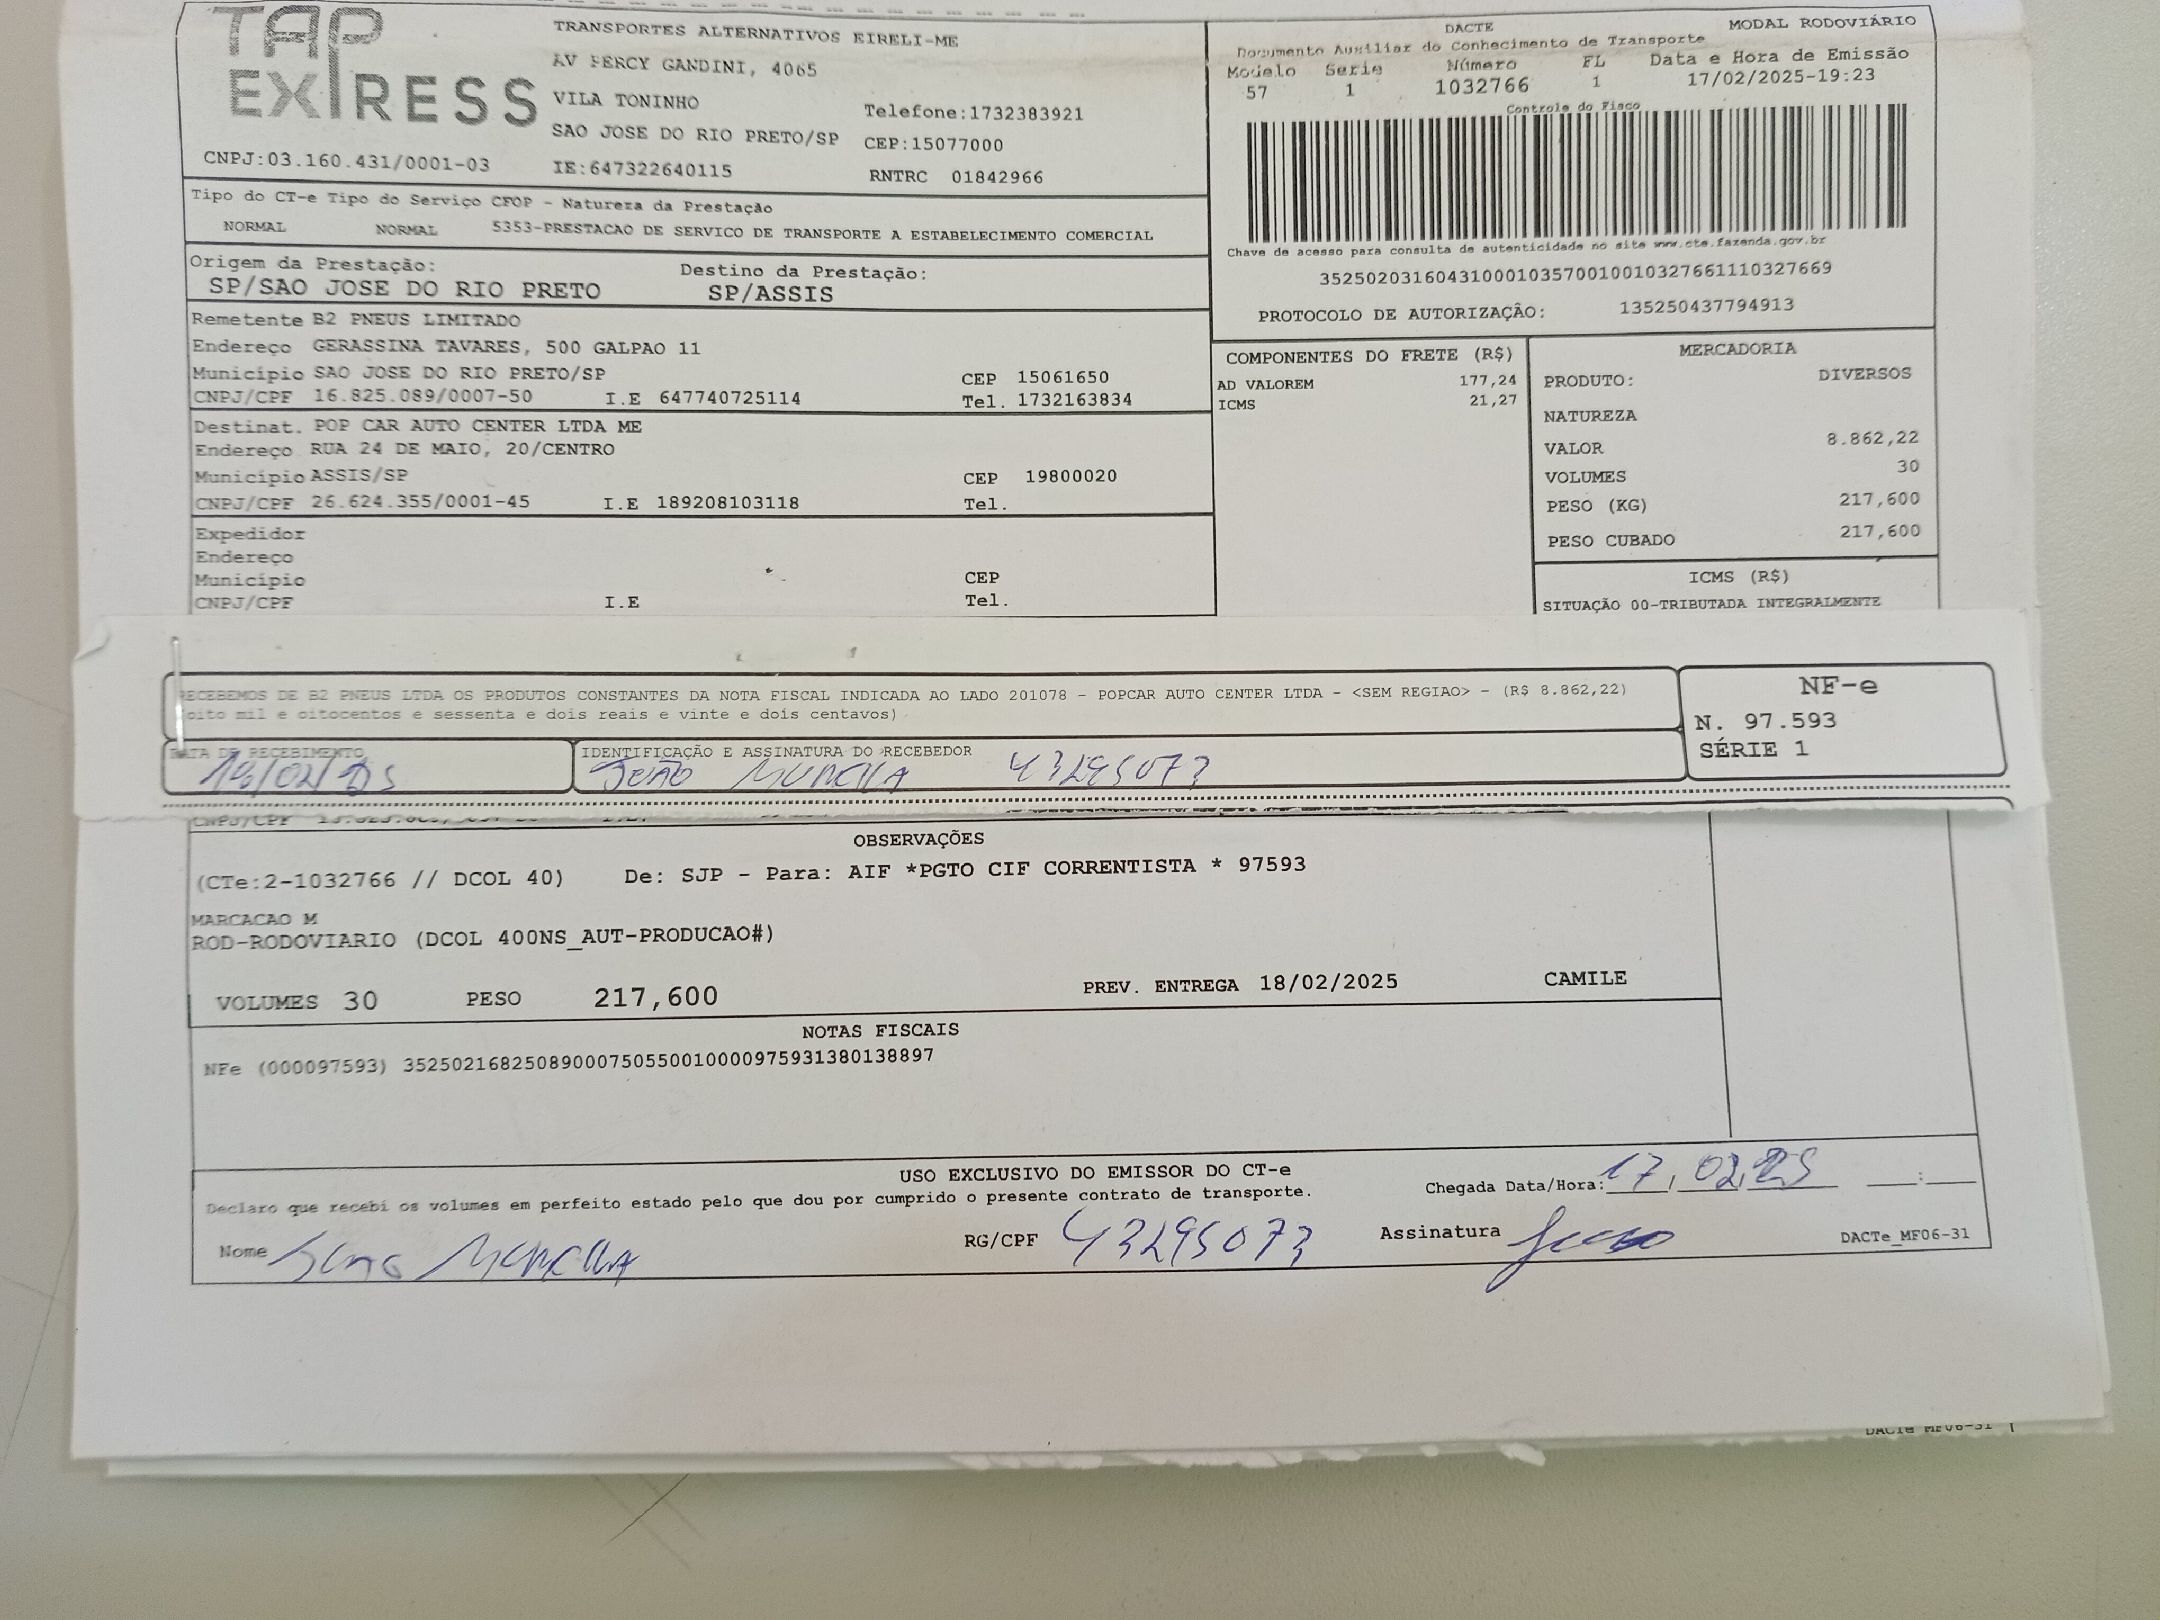 TAP
EXPRESS
TRANSPORTES ALTERNATIVOS EIRELI-ME
AV PERCY GANDINI, 4065
VILA TONINHO
SAO JOSE DO RIO PRETO/SP
Telefone:1732383921
CEP:15077000
CNPJ:03.160.431/0001-03
IE:647322640115
RNTRC 01842966
DACTE
MODAL RODOVIÁRIO
Documento Auxiliar do Conhecimento de Transporte
Modelo Serie Número FL Data e Hora de Emissão
57 1 1032766 1 17/02/2025-19:23
Controle do Fisco
Chave de acesso para consulta de autenticidade no site www.cte.fazenda.gov.br
35250203160431000103570010010327661110327669
PROTOCOLO DE AUTORIZAÇÃO: 135250437794913
Tipo do CT-e Tipo do Serviço CFOP - Natureza da Prestação
NORMAL NORMAL 5353-PRESTACAO DE SERVICO DE TRANSPORTE A ESTABELECIMENTO COMERCIAL
Origem da Prestação: Destino da Prestação:
SP/SAO JOSE DO RIO PRETO SP/ASSIS
Remetente B2 PNEUS LIMITADO
Endereço GERASSINA TAVARES, 500 GALPAO 11
Município SAO JOSE DO RIO PRETO/SP CEP 15061650
CNPJ/CPF 16.825.089/0007-50 I.E 647740725114 Tel. 1732163834
Destinat. POP CAR AUTO CENTER LTDA ME
Endereço RUA 24 DE MAIO, 20/CENTRO
Município ASSIS/SP CEP 19800020
CNPJ/CPF 26.624.355/0001-45 I.E 189208103118 Tel.
Expedidor
Endereço
Município CEP
CNPJ/CPF I.E Tel.
COMPONENTES DO FRETE (R$)
AD VALOREM 177,24
ICMS 21,27
MERCADORIA
PRODUTO: DIVERSOS
NATUREZA
VALOR 8.862,22
VOLUMES 30
PESO (KG) 217,600
PESO CUBADO 217,600
ICMS (R$)
SITUAÇÃO 00-TRIBUTADA INTEGRALMENTE
RECEBEMOS DE B2 PNEUS LTDA OS PRODUTOS CONSTANTES DA NOTA FISCAL INDICADA AO LADO 201078 - POPCAR AUTO CENTER LTDA - <SEM REGIAO> - (R$ 8.862,22)
oito mil e oitocentos e sessenta e dois reais e vinte e dois centavos)
NF-e
N. 97.593
SÉRIE 1
DATA DE RECEBIMENTO
IDENTIFICAÇÃO E ASSINATURA DO RECEBEDOR
João 43295073
CNPJ/CPF
OBSERVAÇÕES
(CTe:2-1032766 // DCOL 40) De: SJP - Para: AIF *PGTO CIF CORRENTISTA * 97593
MARCACAO M
ROD-RODOVIARIO (DCOL 400NS_AUT-PRODUCAO#)
VOLUMES 30 PESO 217,600 PREV. ENTREGA 18/02/2025 CAMILE
NOTAS FISCAIS
NFe (000097593) 35250216825089000750550010000975931380138897
USO EXCLUSIVO DO EMISSOR DO CT-e
Declaro que recebi os volumes em perfeito estado pelo que dou por cumprido o presente contrato de transporte.
Chegada Data/Hora: 17,02,25 :
Nome RG/CPF 43295073 Assinatura
DACTe_MF06-31
DACTe MF06-31